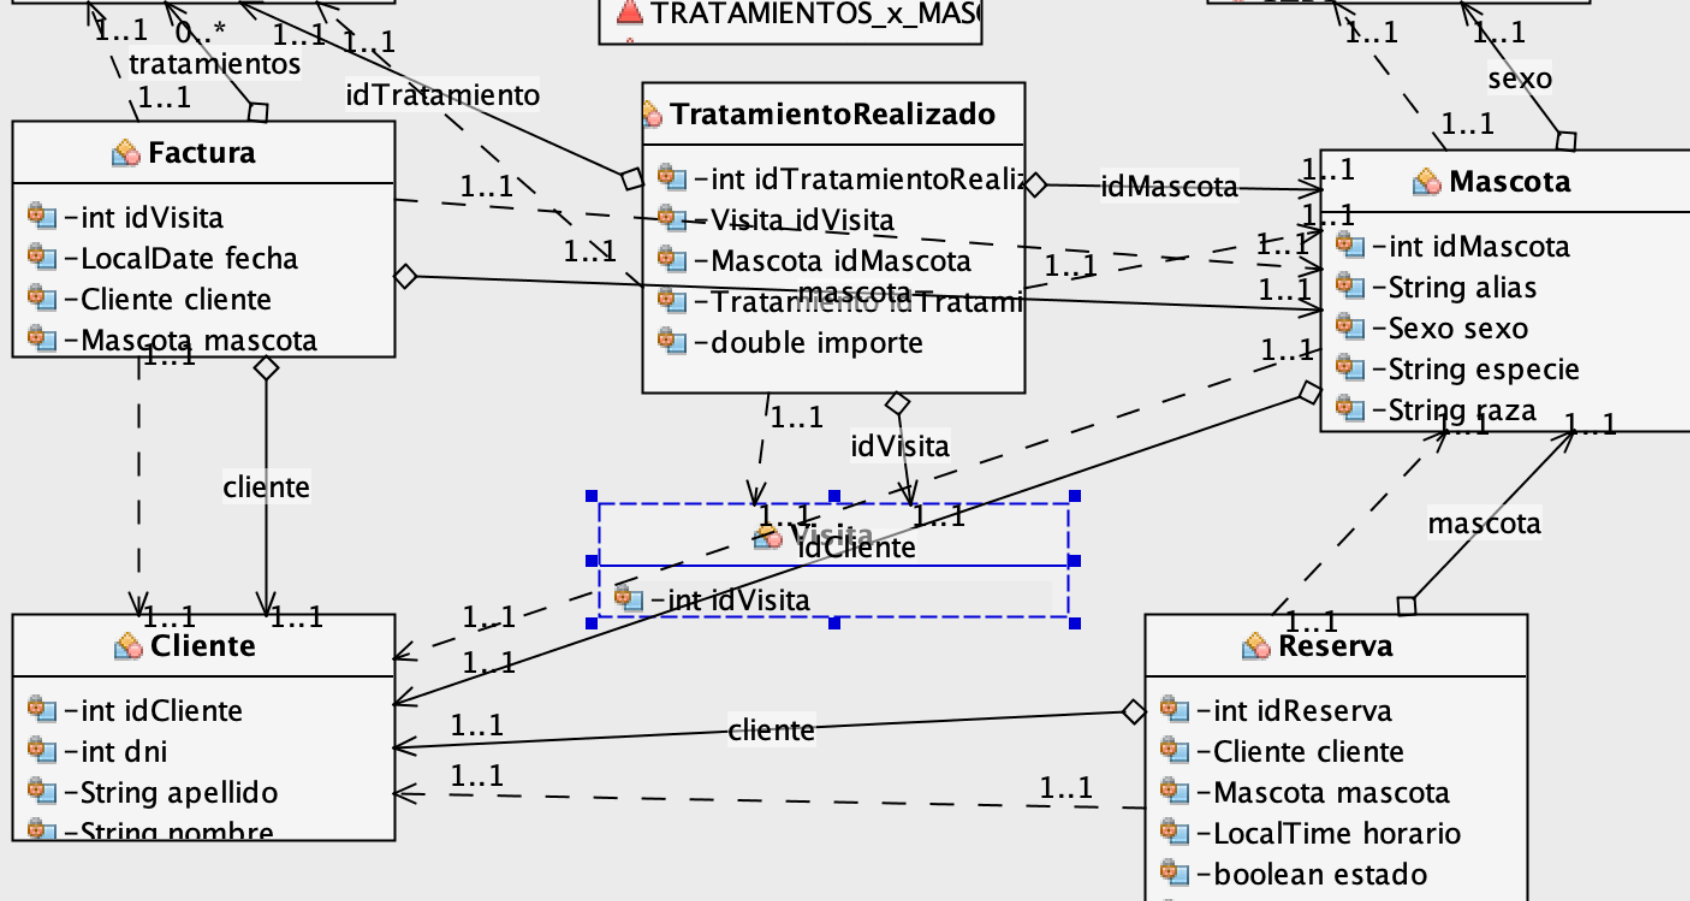 TRATAMIENTOS_x_MAS
1..1
0..*
1..1
1..1
tratamientos
1..1
idTratamiento
1..1
1..1
sexo
1..1
Factura
-int idVisita
-LocalDate fecha
-Cliente cliente
-Mascota mascota
1..1
1..1
1..1
TratamientoRealizado
-int idTratamientoRealiz
-Visita idVisita
-Mascota idMascota
-Tratamiento idTratami
-double importe
mascota
idMascota
1..1
1..1
1..1
1..1
1..1
1..1
Mascota
-int idMascota
-String alias
-Sexo sexo
-String especie
-String raza
1..1
1..1
1..1
idVisita
cliente
mascota
1..1
1..1
Visita
idCliente
-int idVisita
1..1
1..1
1..1
1..1
Cliente
-int idCliente
-int dni
-String apellido
-String nombre
1..1
cliente
1..1
1..1
1..1
Reserva
-int idReserva
-Cliente cliente
-Mascota mascota
-LocalTime horario
-boolean estado